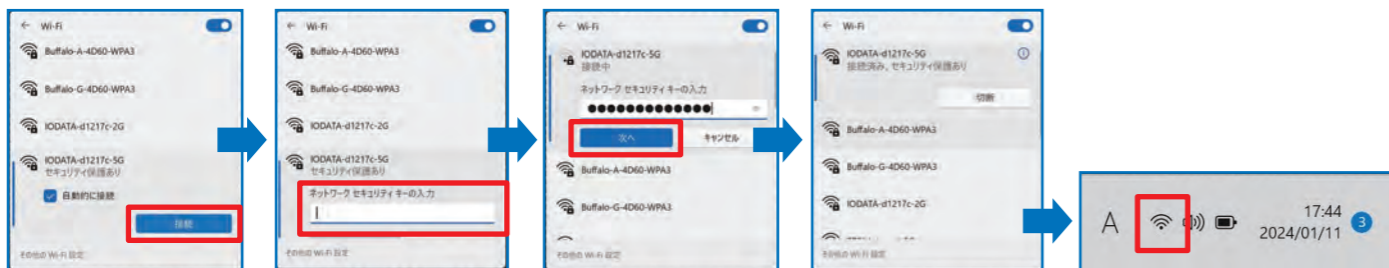 ← Wi-Fi
Buffalo-A-4D60-WPA3
Buffalo-G-4D60-WPA3
IODATA-d1217c-2G
IODATA-d1217c-5G
セキュリティ保護あり
自動的に接続
接続
その他の Wi-Fi 設定
← Wi-Fi
Buffalo-A-4D60-WPA3
Buffalo-G-4D60-WPA3
IODATA-d1217c-2G
IODATA-d1217c-5G
セキュリティ保護あり
ネットワーク セキュリティ キーの入力
その他の Wi-Fi 設定
← Wi-Fi
IODATA-d1217c-5G
接続中
ネットワーク セキュリティ キーの入力
●●●●●●●●●●●●●●
次へ キャンセル
Buffalo-A-4D60-WPA3
Buffalo-G-4D60-WPA3
その他の Wi-Fi 設定
← Wi-Fi
IODATA-d1217c-5G
接続済み、セキュリティ保護あり
切断
Buffalo-A-4D60-WPA3
Buffalo-G-4D60-WPA3
IODATA-d1217c-2G
その他の Wi-Fi 設定
A 17:44
2024/01/11 3